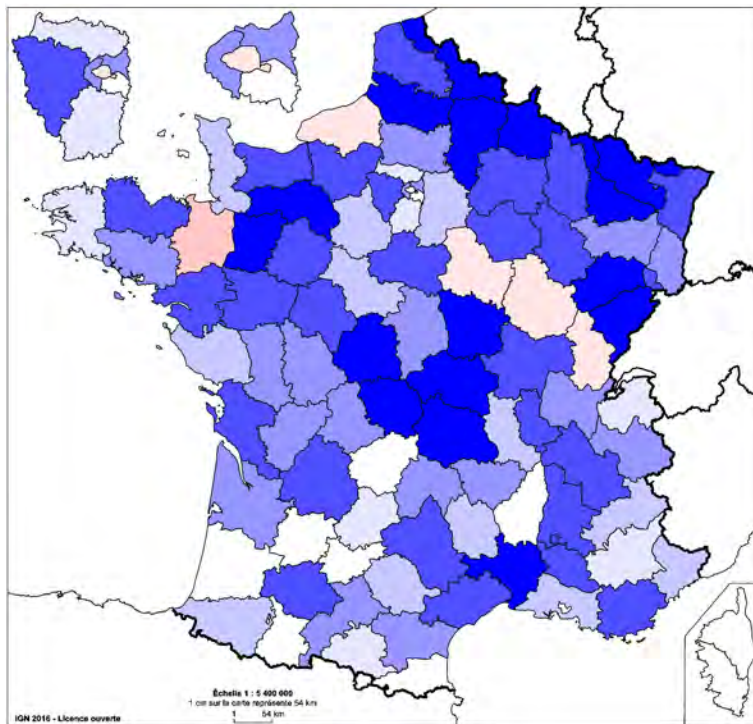 Échelle 1 : 5 400 000
1 cm sur la carte représente 54 km
1 54 km
IGN 2016 - Licence ouverte